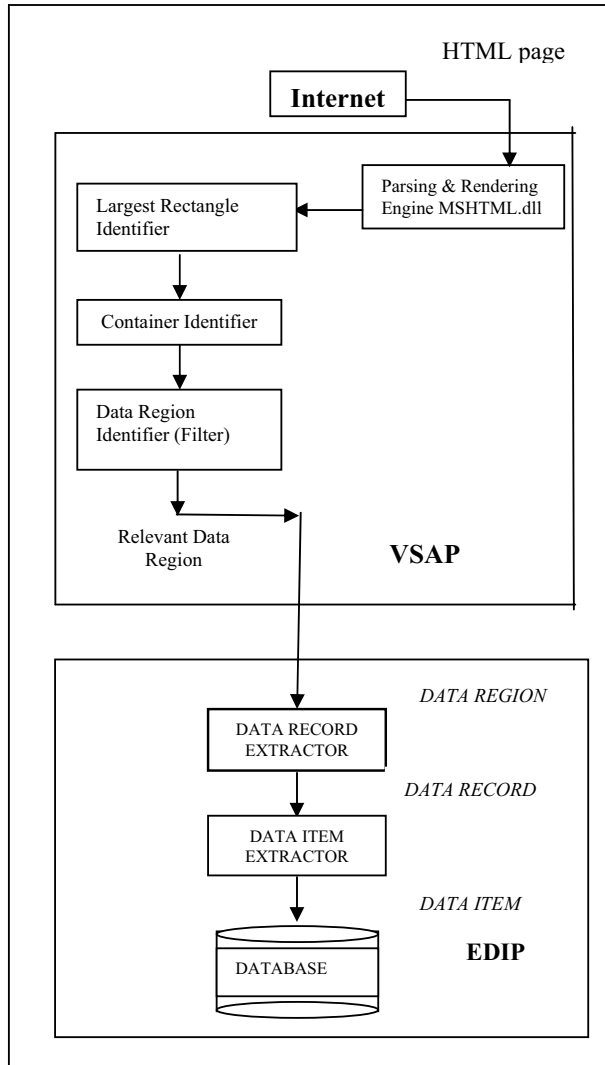 HTML page
Internet
Parsing & Rendering
Engine MSHTML.dll
Largest Rectangle
Identifier
Container Identifier
Data Region
Identifier (Filter)
Relevant Data
Region
VSAP
DATA REGION
DATA RECORD
EXTRACTOR
DATA RECORD
DATA ITEM
EXTRACTOR
DATA ITEM
EDIP
DATABASE